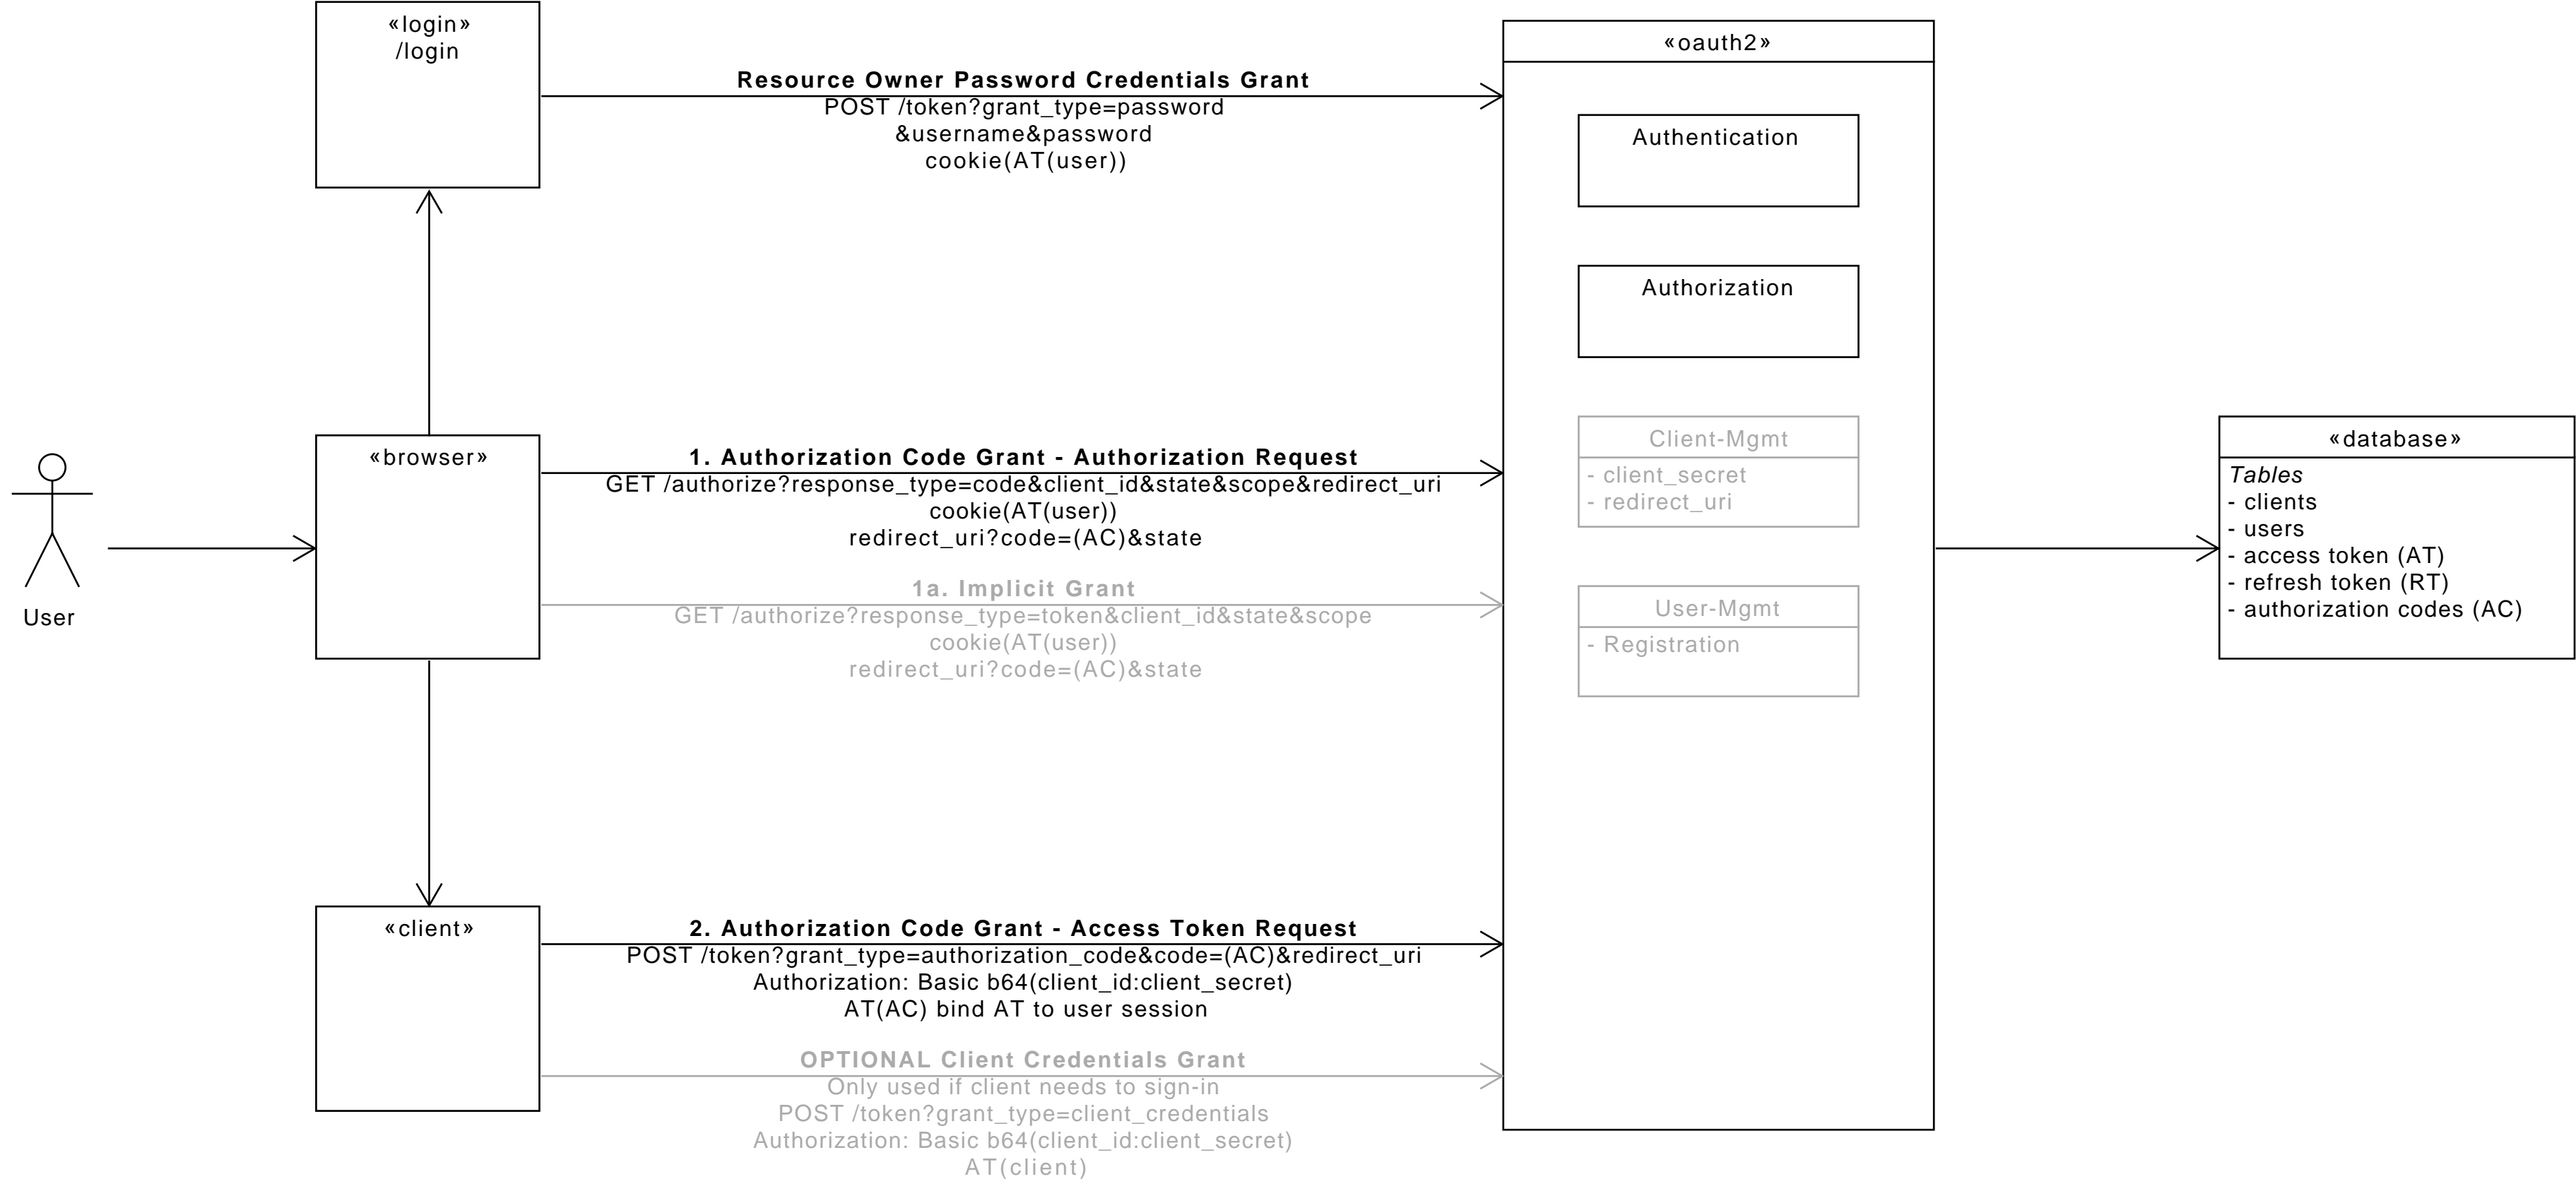 «login»
/login
Resource Owner Password Credentials Grant
POST /token?grant_type=password
&username&password
cookie(AT(user))
«oauth2»
Authentication
Authorization
Client-Mgmt
- client_secret
- redirect_uri
User-Mgmt
- Registration
User
«browser»
1. Authorization Code Grant - Authorization Request
GET /authorize?response_type=code&client_id&state&scope&redirect_uri
cookie(AT(user))
redirect_uri?code=(AC)&state
1a. Implicit Grant
GET /authorize?response_type=token&client_id&state&scope
cookie(AT(user))
redirect_uri?code=(AC)&state
«database»
Tables
- clients
- users
- access token (AT)
- refresh token (RT)
- authorization codes (AC)
«client»
2. Authorization Code Grant - Access Token Request
POST /token?grant_type=authorization_code&code=(AC)&redirect_uri
Authorization: Basic b64(client_id:client_secret)
AT(AC) bind AT to user session
OPTIONAL Client Credentials Grant
Only used if client needs to sign-in
POST /token?grant_type=client_credentials
Authorization: Basic b64(client_id:client_secret)
AT(client)